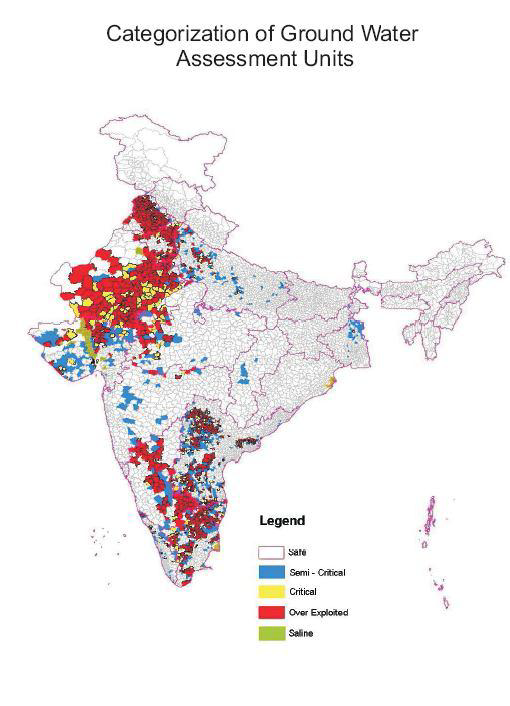 Categorization of Ground Water
Assessment Units
Legend
Safe
Semi - Critical
Critical
Over Exploited
Saline